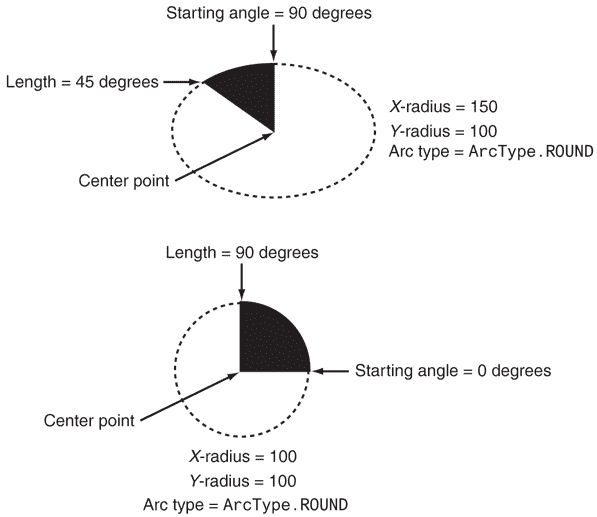 Starting angle = 90 degrees
Length = 45 degrees
X-radius = 150
Y-radius = 100
Arc type = ArcType.ROUND
Center point
Length = 90 degrees
Starting angle = 0 degrees
Center point
X-radius = 100
Y-radius = 100
Arc type = ArcType.ROUND